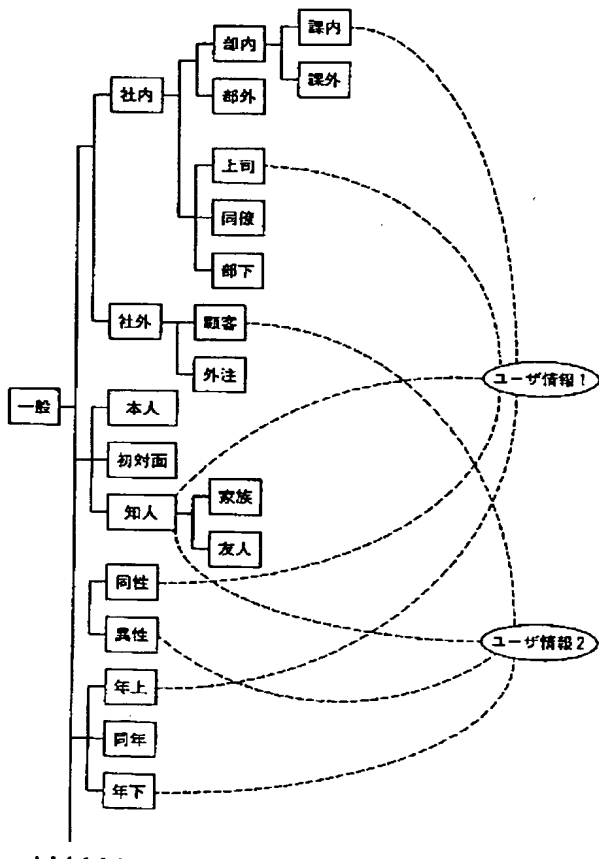 課内
部内
課外
社内
部外
上司
同僚
部下
社外
顧客
外注
ユーザ情報1
一般
本人
初対面
家族
知人
友人
同性
異性
ユーザ情報2
年上
同年
年下